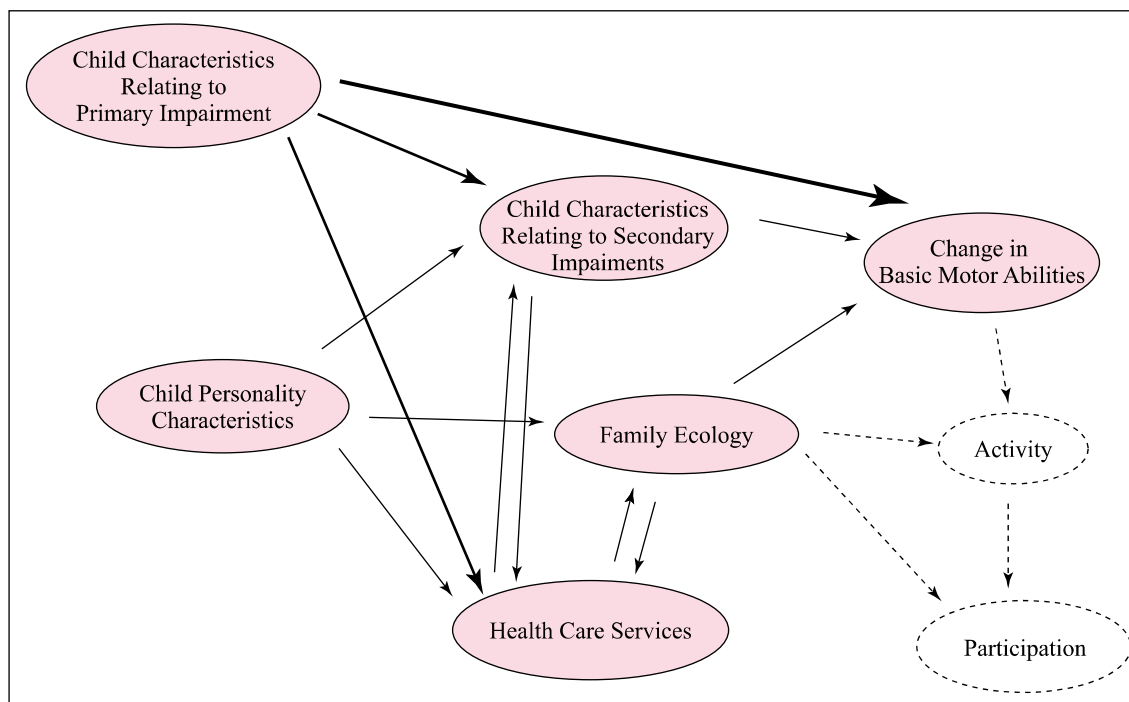 Child Characteristics
Relating to
Primary Impairment
Child Characteristics
Relating to Secondary
Impaiments
Change in
Basic Motor Abilities
Child Personality
Characteristics
Family Ecology
Activity
Health Care Services
Participation